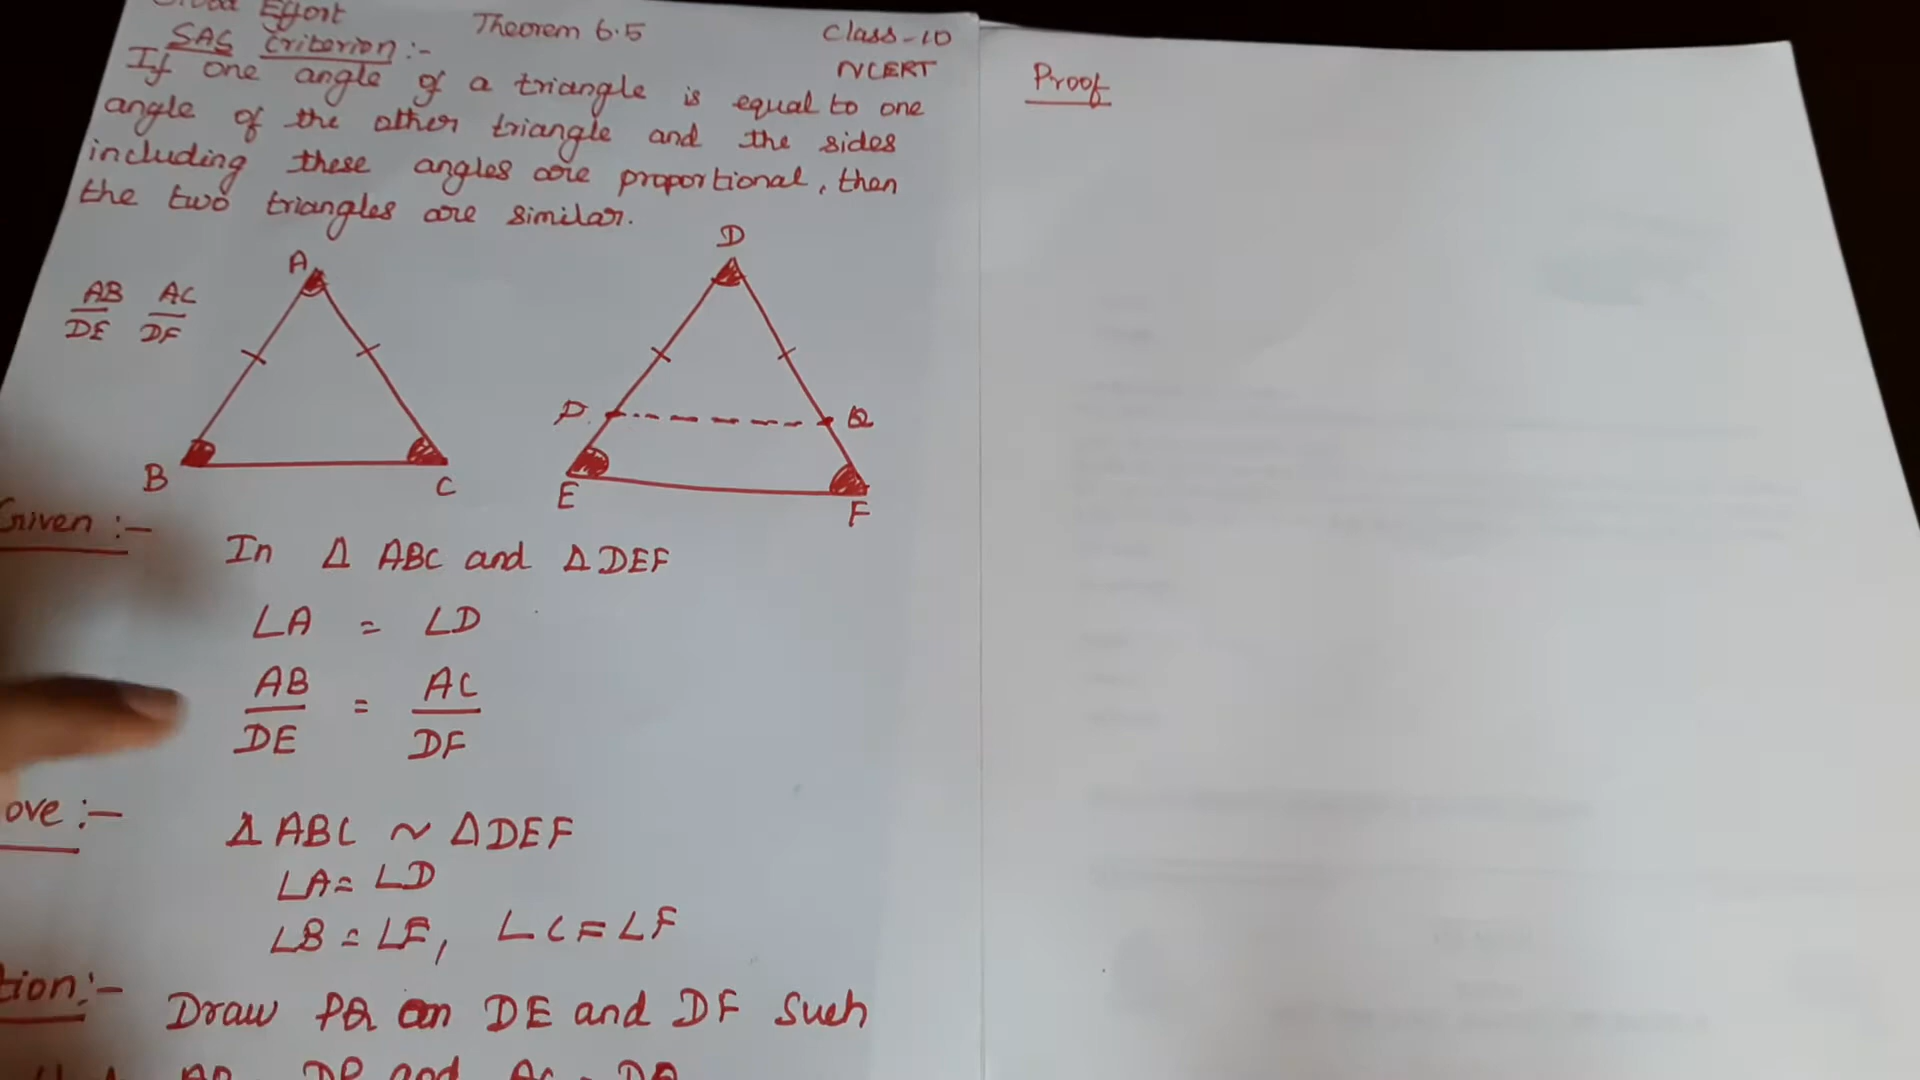 Effort
Theorem 6.5
Class-10
NCERT
SAS Criterion :-
If one angle of a triangle is equal to one
angle of the other triangle and the sides
including these angles are proportional, then
the two triangles are similar.
AB AC
DE DF
A
B
C
D
P
Q
E
F
Given :-
In Δ ABC and Δ DEF
∠A = ∠D
AB = AC
DE DF
ove :-
Δ ABC ~ Δ DEF
∠A = ∠D
∠B = ∠E, ∠C = ∠F
tion :-
Draw PQ on DE and DF Such
Proof